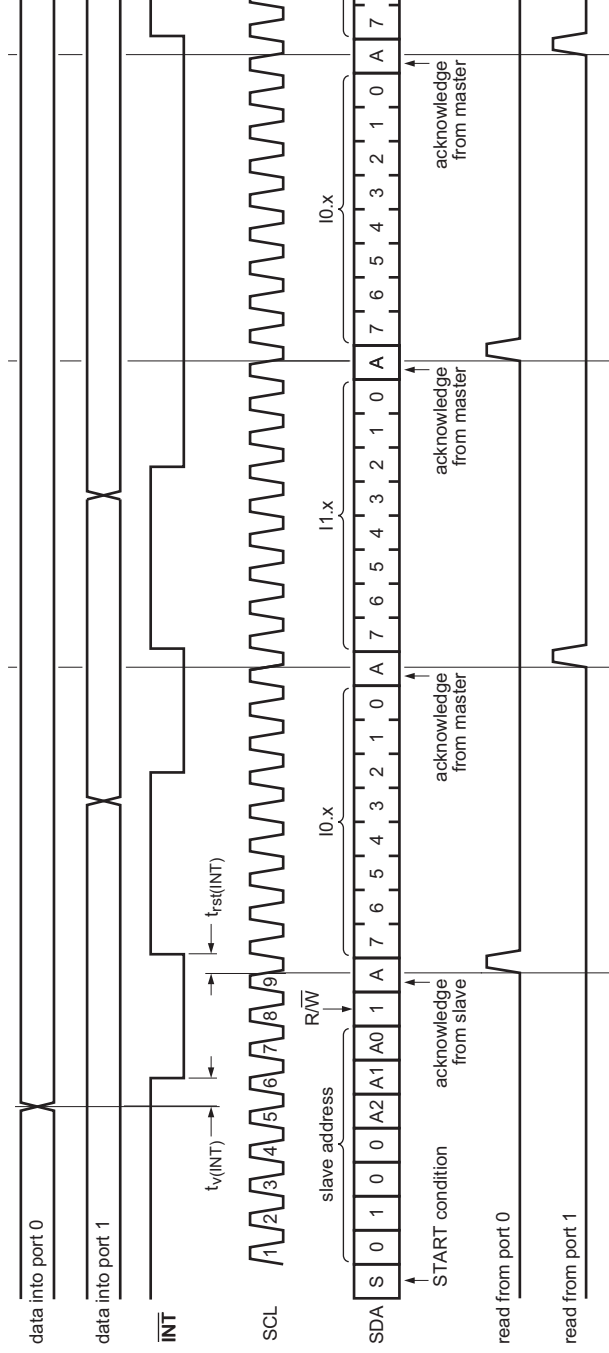 data into port 0
data into port 1
INT
tv(INT)
trst(INT)
SCL
1 2 3 4 5 6 7 8 9
slave address
R/W
I0.x
I1.x
I0.x
SDA
S 0 1 0 0 A2 A1 A0 1 A 7 6 5 4 3 2 1 0 A 7 6 5 4 3 2 1 0 A 7 6 5 4 3 2 1 0 A 7
START condition
acknowledge
from slave
acknowledge
from master
acknowledge
from master
acknowledge
from master
read from port 0
read from port 1